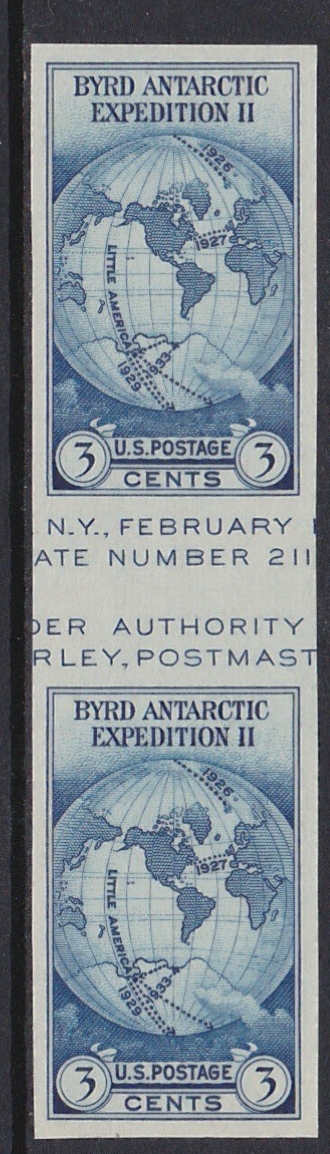 BYRD ANTARCTIC
EXPEDITION II
1926
1927
LITTLE AMERICA
1929
1933
3 U.S. POSTAGE 3
CENTS
N.Y., FEBRUARY
ATE NUMBER 211
DER AUTHORITY
RLEY, POSTMAST
BYRD ANTARCTIC
EXPEDITION II
1926
1927
LITTLE AMERICA
1929
1933
3 U.S. POSTAGE 3
CENTS